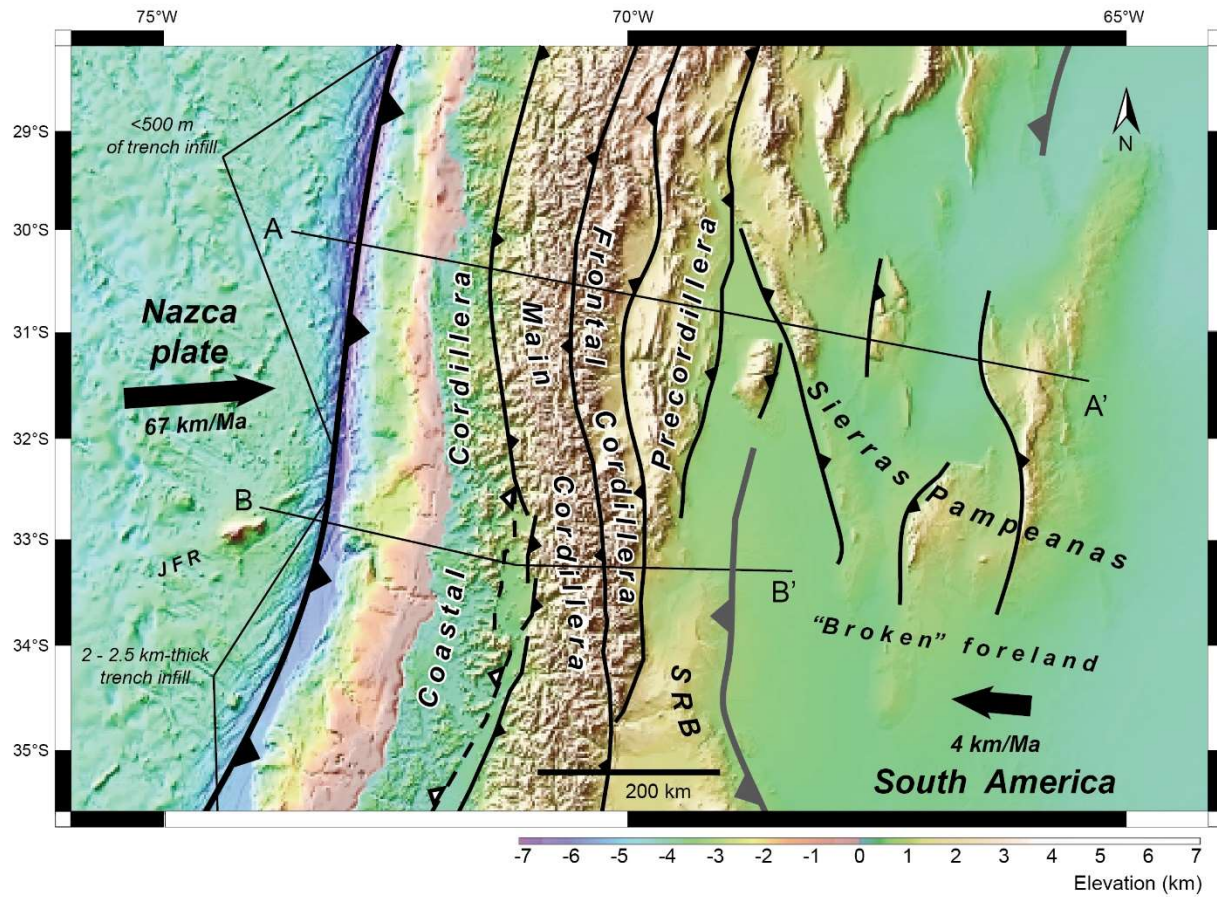 75°W
70°W
65°W
29°S
30°S
31°S
32°S
33°S
34°S
35°S
<500 m
of trench infill
N
A
Nazca
plate
67 km/Ma
B
JFR
2 - 2.5 km-thick
trench infill
Coastal Cordillera
Main Cordillera
Frontal Cordillera
Precordillera
A'
Sierras Pampeanas
B'
"Broken" foreland
SRB
4 km/Ma
South America
200 km
-7 -6 -5 -4 -3 -2 -1 0 1 2 3 4 5 6 7
Elevation (km)